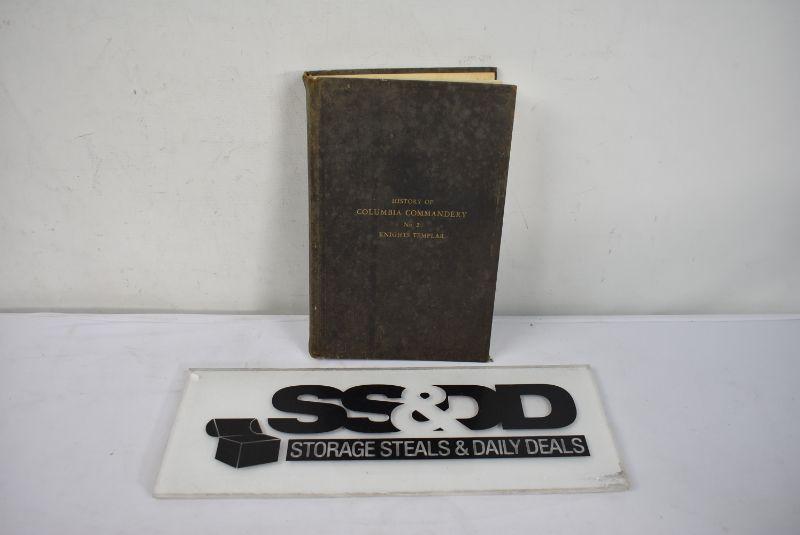 HISTORY OF
COLUMBIA COMMANDERY
No. 2
KNIGHTS TEMPLAR
SS&DD
STORAGE STEALS & DAILY DEALS